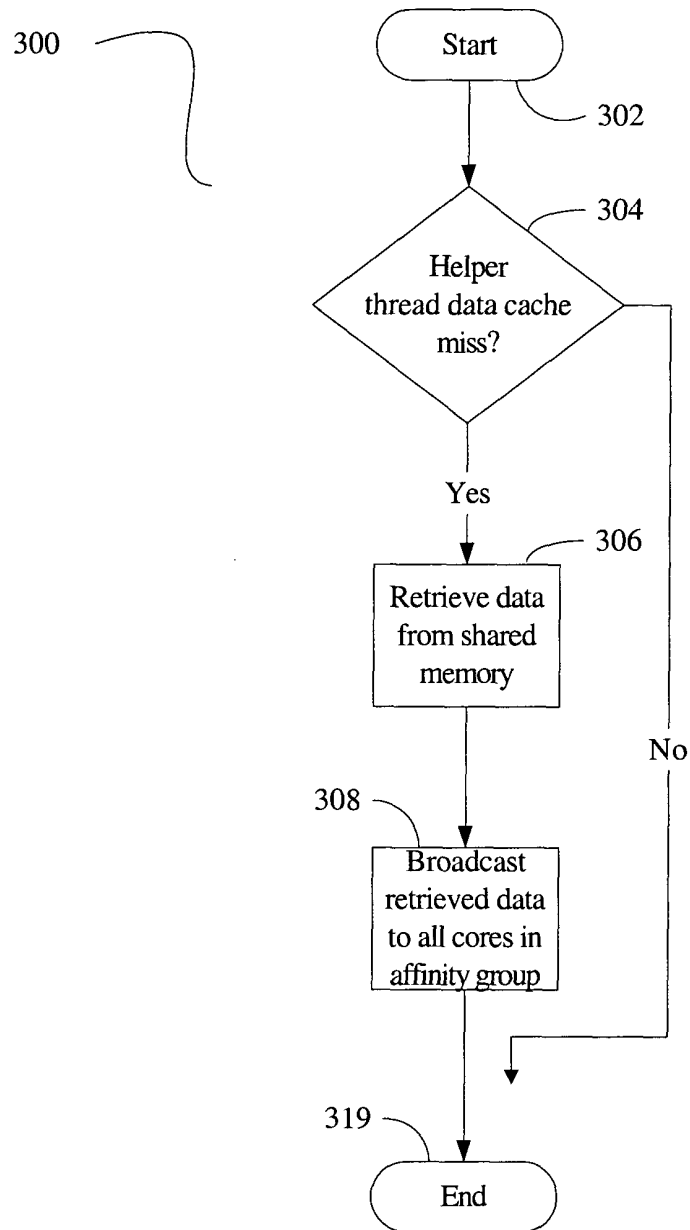 300
Start
302
304
Helper
thread data cache
miss?
Yes
306
Retrieve data
from shared
memory
No
308
Broadcast
retrieved data
to all cores in
affinity group
319
End